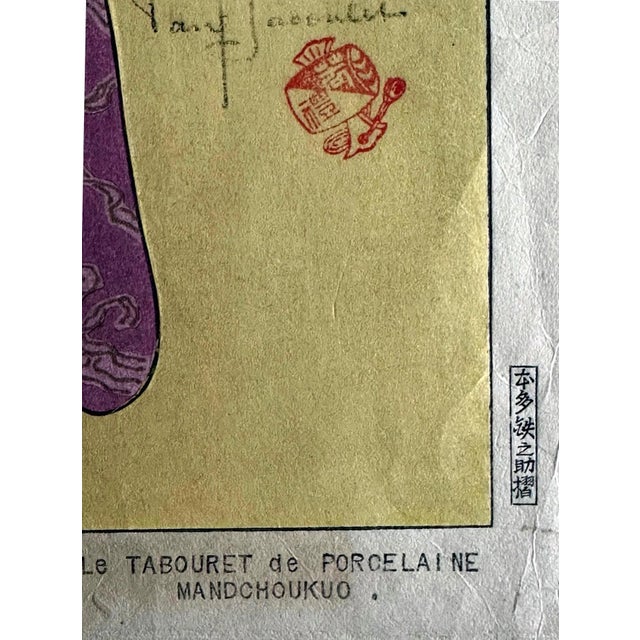 Paul Jacoulet
本多鉄之助摺
Le TABOURET de PORCELAINE
MANDCHOUKUO .